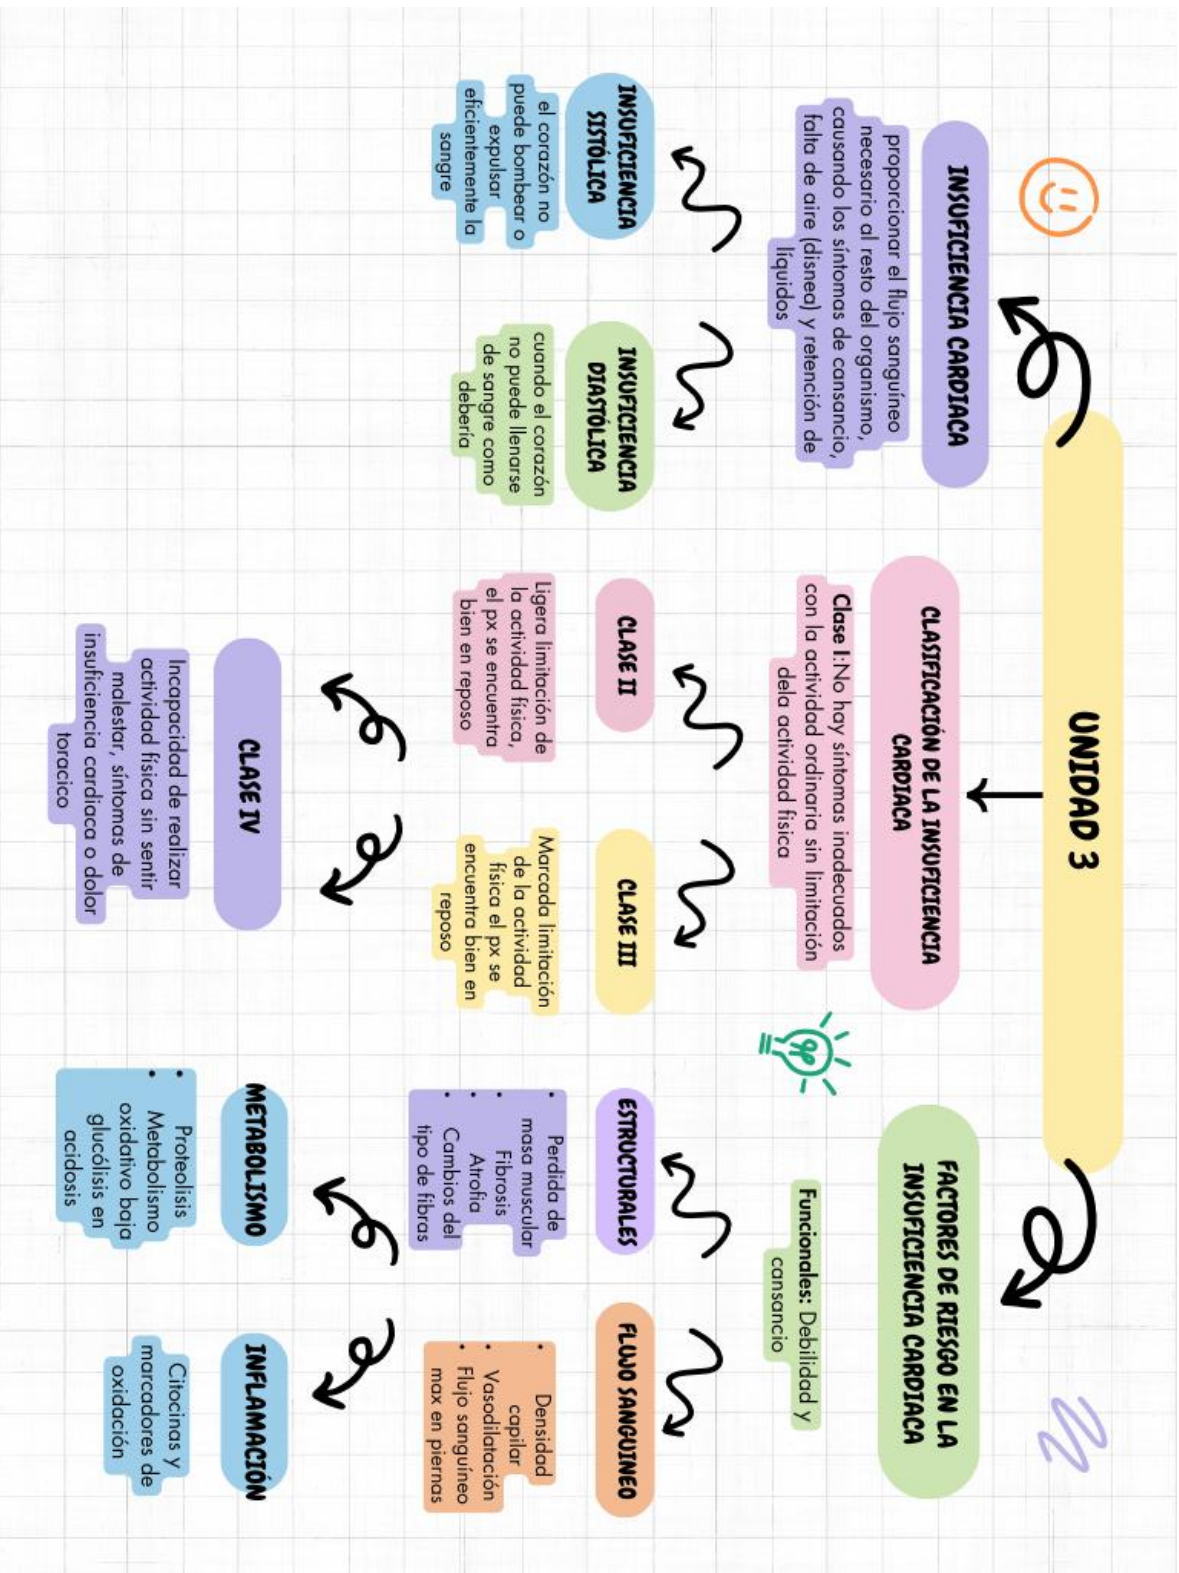 UNIDAD 3
INSUFICIENCIA CARDIACA
proporcionar el flujo sanguíneo
necesario al resto del organismo,
causando los síntomas de cansancio,
falta de aire (disnea) y retención de
líquidos
INSUFICIENCIA
SISTÓLICA
el corazón no
puede bombear o
expulsar
eficientemente la
sangre
INSUFICIENCIA
DIASTÓLICA
cuando el corazón
no puede llenarse
de sangre como
debería
CLASIFICACIÓN DE LA INSUFICIENCIA
CARDIACA
Clase I:No hay síntomas inadecuados
con la actividad ordinaria sin limitación
dela actividad fisica
CLASE II
Ligera limitación de
la actividad física,
el px se encuentra
bien en reposo
CLASE III
Marcada limitación
de la actividad
física el px se
encuentra bien en
reposo
CLASE IV
Incapacidad de realizar
actividad física sin sentir
malestar, síntomas de
insuficiencia cardiaca o dolor
toracico
FACTORES DE RIESGO EN LA
INSUFICIENCIA CARDIACA
Funcionales: Debilidad y
cansancio
ESTRUCTURALES
• Perdida de
masa muscular
• Fibrosis
• Atrofia
• Cambios del
tipo de fibras
FLUJO SANGUINEO
• Densidad
capilar
• Vasodilatación
• Flujo sanguíneo
max en piernas
METABOLISMO
• Proteolisis
• Metabolismo
oxidativo baja
glucólisis en
acidosis
INFLAMACIÓN
Citocinas y
marcadores de
oxidación